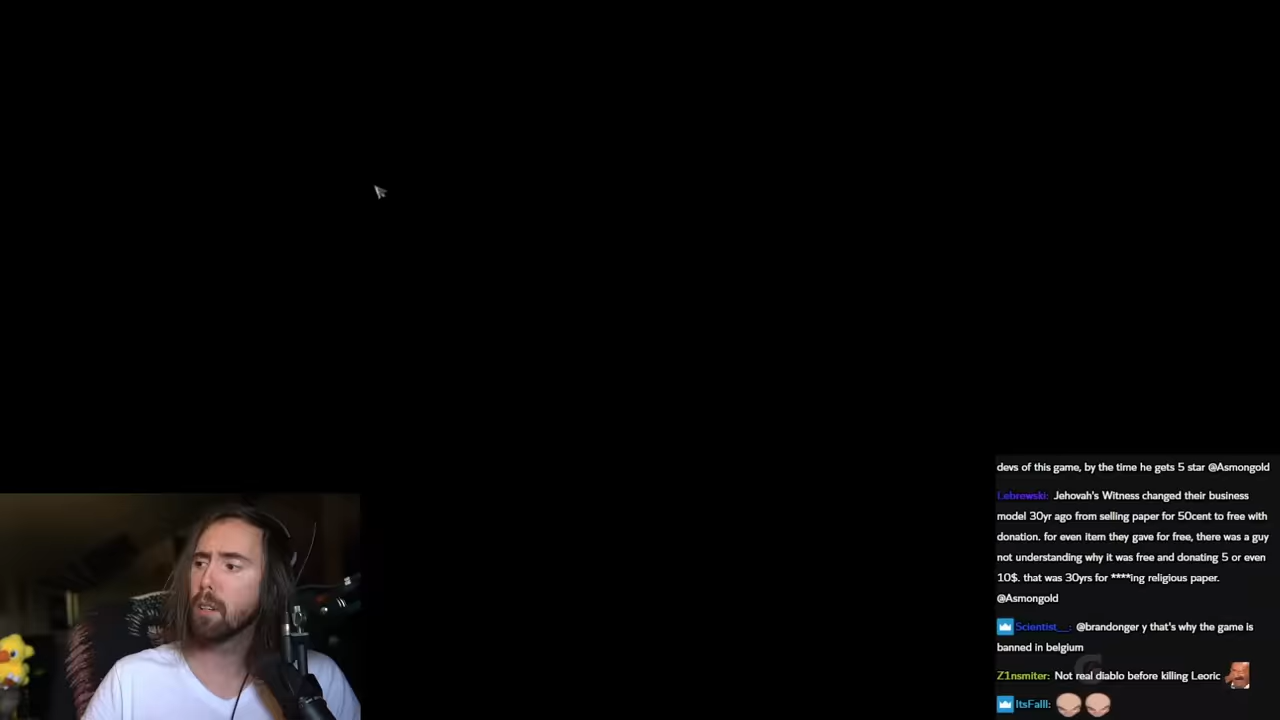 devs of this game, by the time he gets 5 star @Asmongold
Lebrewski: Jehovah's Witness changed their business
model 30yr ago from selling paper for 50cent to free with
donation. for even item they gave for free, there was a guy
not understanding why it was free and donating 5 or even
10$. that was 30yrs for ****ing religious paper.
@Asmongold
Scientist__: @brandonger y that's why the game is
banned in belgium
Z1nsmiter: Not real diablo before killing Leoric
ItsFalll: